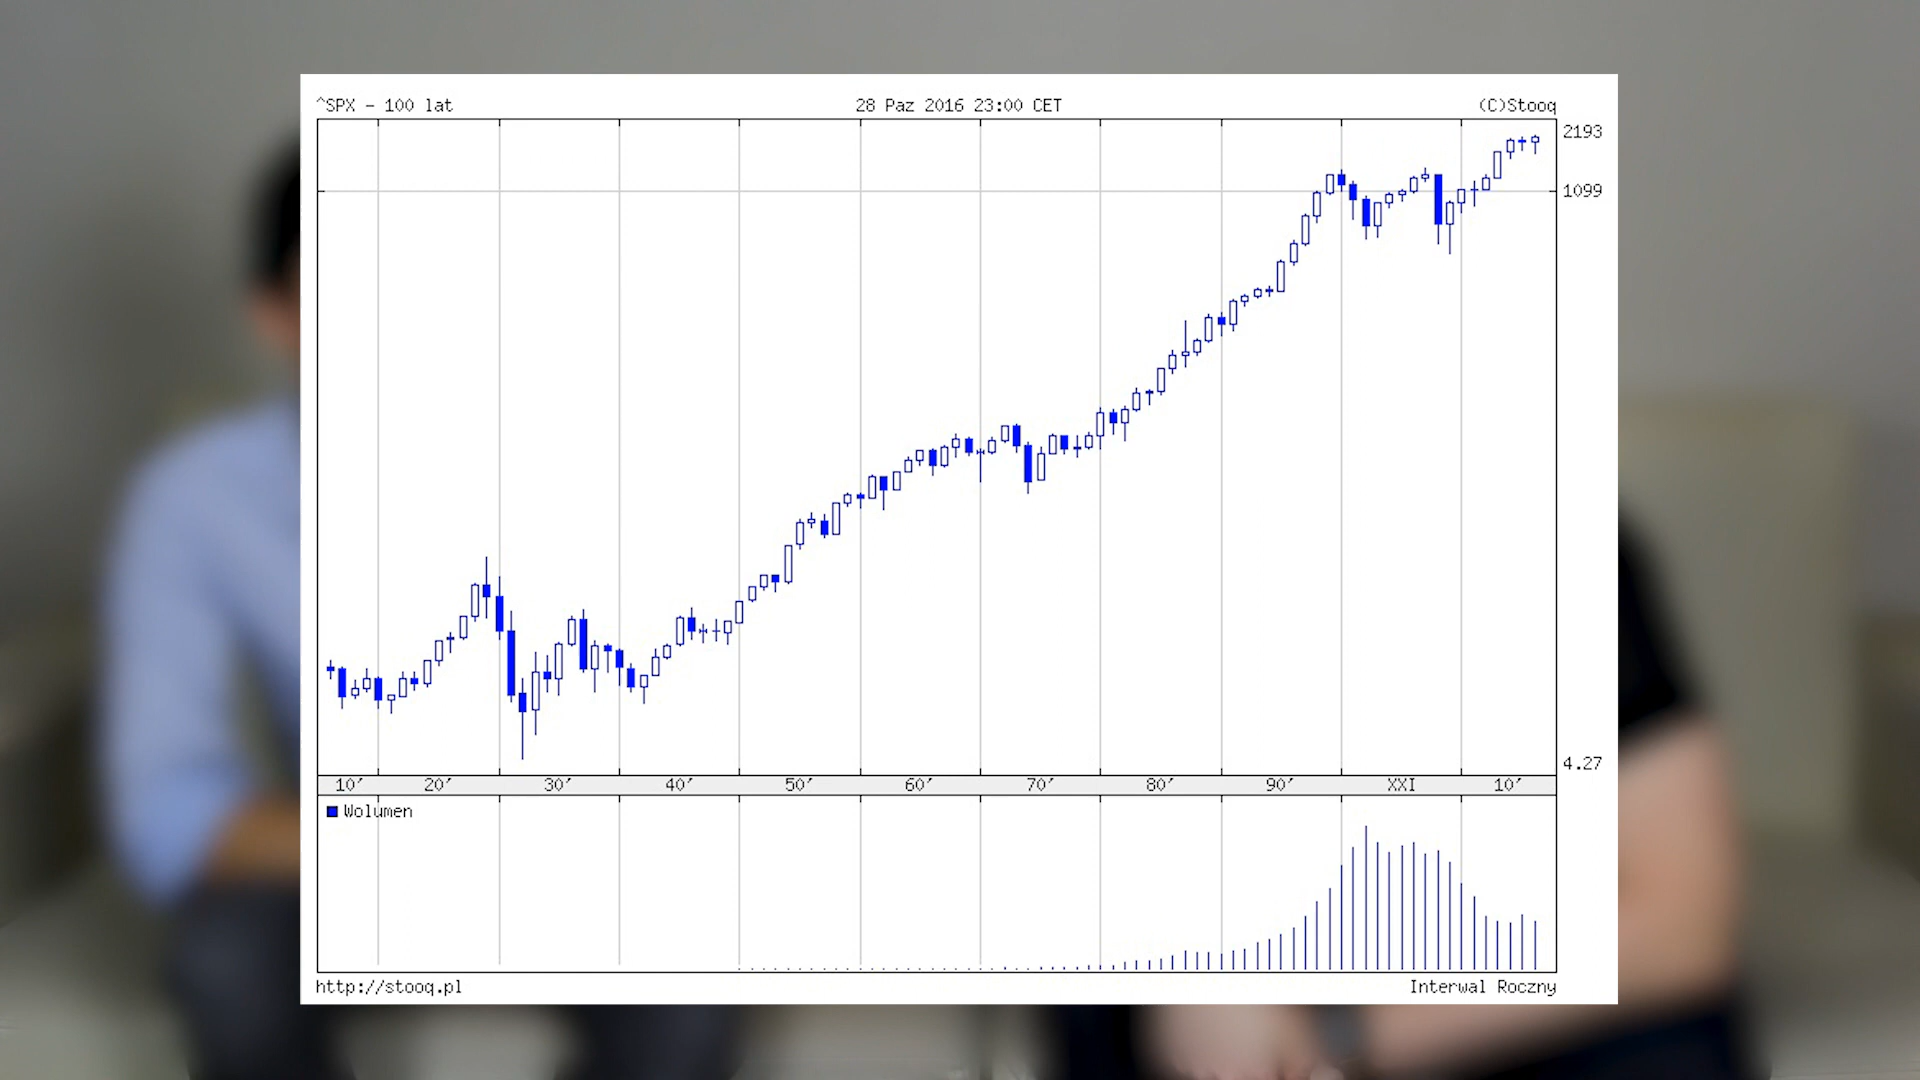 ^SPX - 100 lat 28 Paz 2016 23:00 CET (C)Stooq
2193
1099
4.27
10' 20' 30' 40' 50' 60' 70' 80' 90' XXI 10'
Wolumen
http://stooq.pl Interwal Roczny